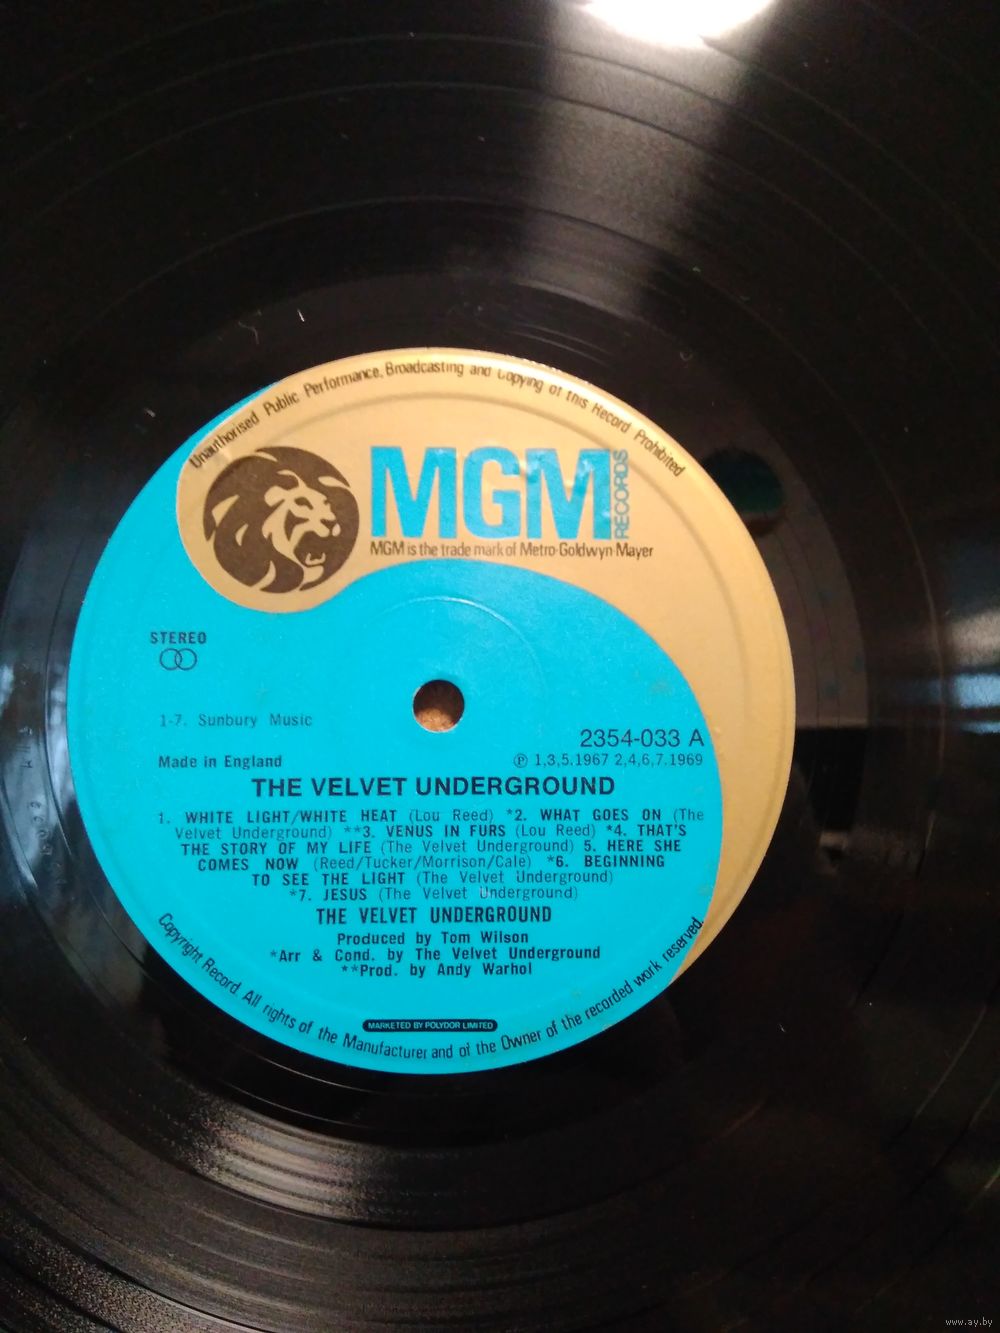 Unauthorised Public Performance, Broadcasting and Copying of this Record Prohibited
MGM RECORDS
MGM is the trade mark of Metro-Goldwyn-Mayer
STEREO
1-7. Sunbury Music
2354-033 A
Made in England
℗ 1,3,5.1967 2,4,6,7.1969
THE VELVET UNDERGROUND
1. WHITE LIGHT/WHITE HEAT (Lou Reed) *2. WHAT GOES ON (The
Velvet Underground) **3. VENUS IN FURS (Lou Reed) *4. THAT'S
THE STORY OF MY LIFE (The Velvet Underground) 5. HERE SHE
COMES NOW (Reed/Tucker/Morrison/Cale) *6. BEGINNING
TO SEE THE LIGHT (The Velvet Underground)
*7. JESUS (The Velvet Underground)
THE VELVET UNDERGROUND
Produced by Tom Wilson
*Arr & Cond. by The Velvet Underground
**Prod. by Andy Warhol
MARKETED BY POLYDOR LIMITED
Copyright Record. All rights of the Manufacturer and of the Owner of the recorded work reserved.
www.ay.by